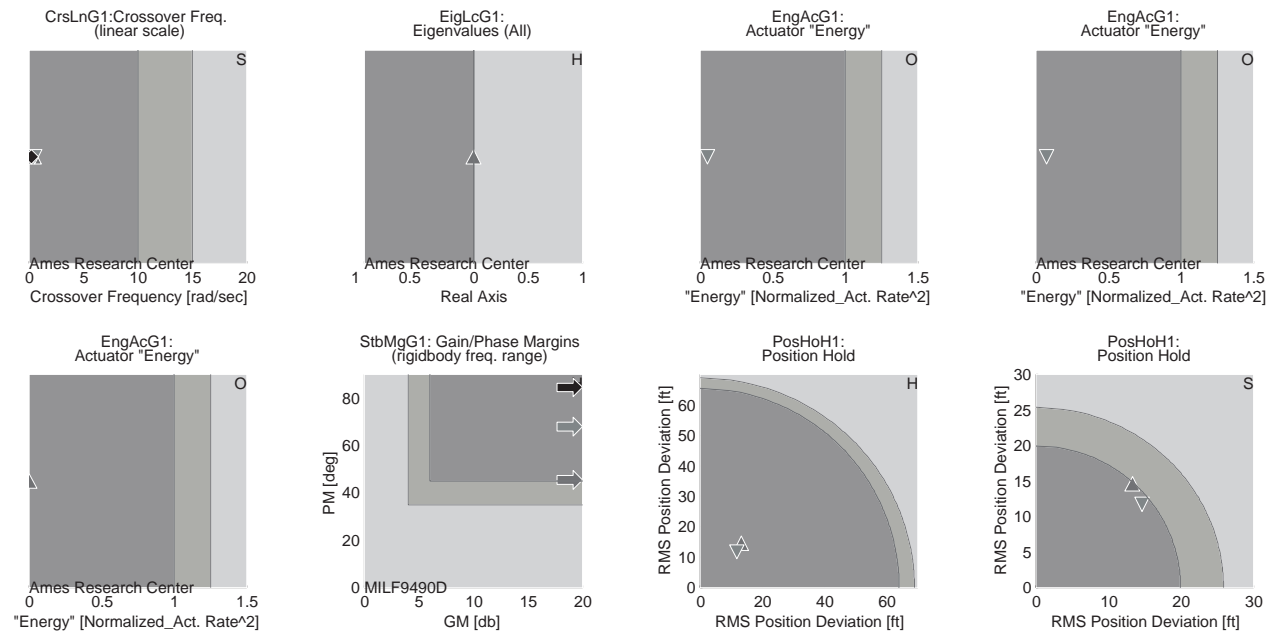 CrsLnG1:Crossover Freq.
(linear scale)
S
Ames Research Center
0 5 10 15 20
Crossover Frequency [rad/sec]
EigLcG1:
Eigenvalues (All)
H
Ames Research Center
1 0.5 0 0.5 1
Real Axis
EngAcG1:
Actuator "Energy"
O
Ames Research Center
0 0.5 1 1.5
"Energy" [Normalized_Act. Rate^2]
EngAcG1:
Actuator "Energy"
O
Ames Research Center
0 0.5 1 1.5
"Energy" [Normalized_Act. Rate^2]
EngAcG1:
Actuator "Energy"
O
Ames Research Center
0 0.5 1 1.5
"Energy" [Normalized_Act. Rate^2]
StbMgG1: Gain/Phase Margins
(rigidbody freq. range)
80
60
40
20
0
PM [deg]
MILF9490D
0 5 10 15 20
GM [db]
PosHoH1:
Position Hold
H
60
50
40
30
20
10
0
RMS Position Deviation [ft]
0 20 40 60
RMS Position Deviation [ft]
PosHoH1:
Position Hold
S
30
25
20
15
10
5
0
RMS Position Deviation [ft]
0 10 20 30
RMS Position Deviation [ft]